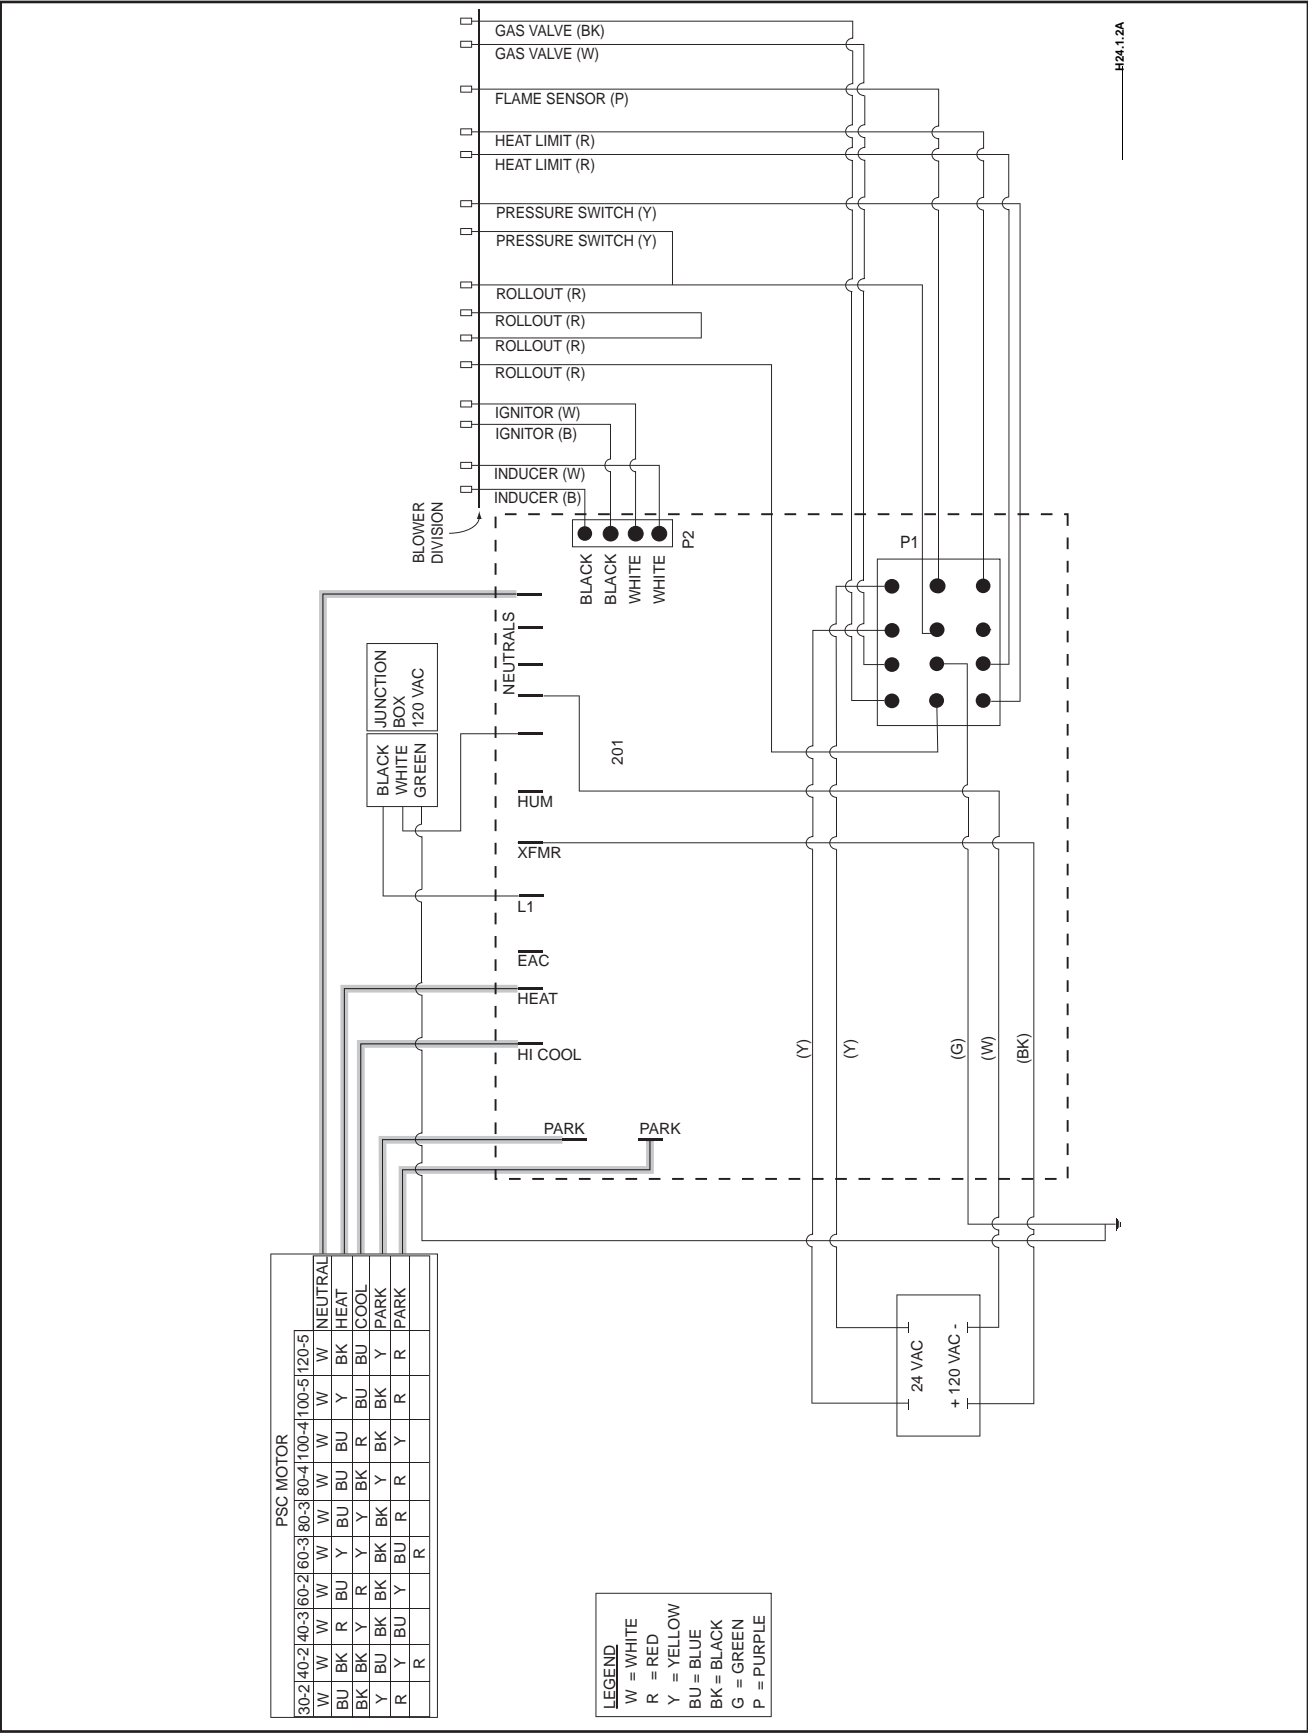 GAS VALVE (BK)
GAS VALVE (W)
FLAME SENSOR (P)
HEAT LIMIT (R)
HEAT LIMIT (R)
PRESSURE SWITCH (Y)
PRESSURE SWITCH (Y)
ROLLOUT (R)
ROLLOUT (R)
ROLLOUT (R)
ROLLOUT (R)
IGNITOR (W)
IGNITOR (B)
INDUCER (W)
INDUCER (B)
H24.1.2A
BLOWER
DIVISION
P2
BLACK
BLACK
WHITE
WHITE
P1
NEUTRALS
JUNCTION
BOX
120 VAC
BLACK
WHITE
GREEN
201
HUM
XFMR
L1
EAC
HEAT
HI COOL
PARK
PARK
(Y)
(Y)
(G)
(W)
(BK)
24 VAC
+ 120 VAC -
PSC MOTOR
30-2 40-2 40-3 60-2 60-3 80-3 80-4 100-4 100-5 120-5
W W W W W W W W W W NEUTRAL
BU BK R BU Y BU BU BU Y BK HEAT
BK BK Y R Y Y BK R BU BU COOL
Y BU BK BK BK BK Y BK BK Y PARK
R Y BU Y BU R R Y R R PARK
R R
LEGEND
W = WHITE
R = RED
Y = YELLOW
BU = BLUE
BK = BLACK
G = GREEN
P = PURPLE